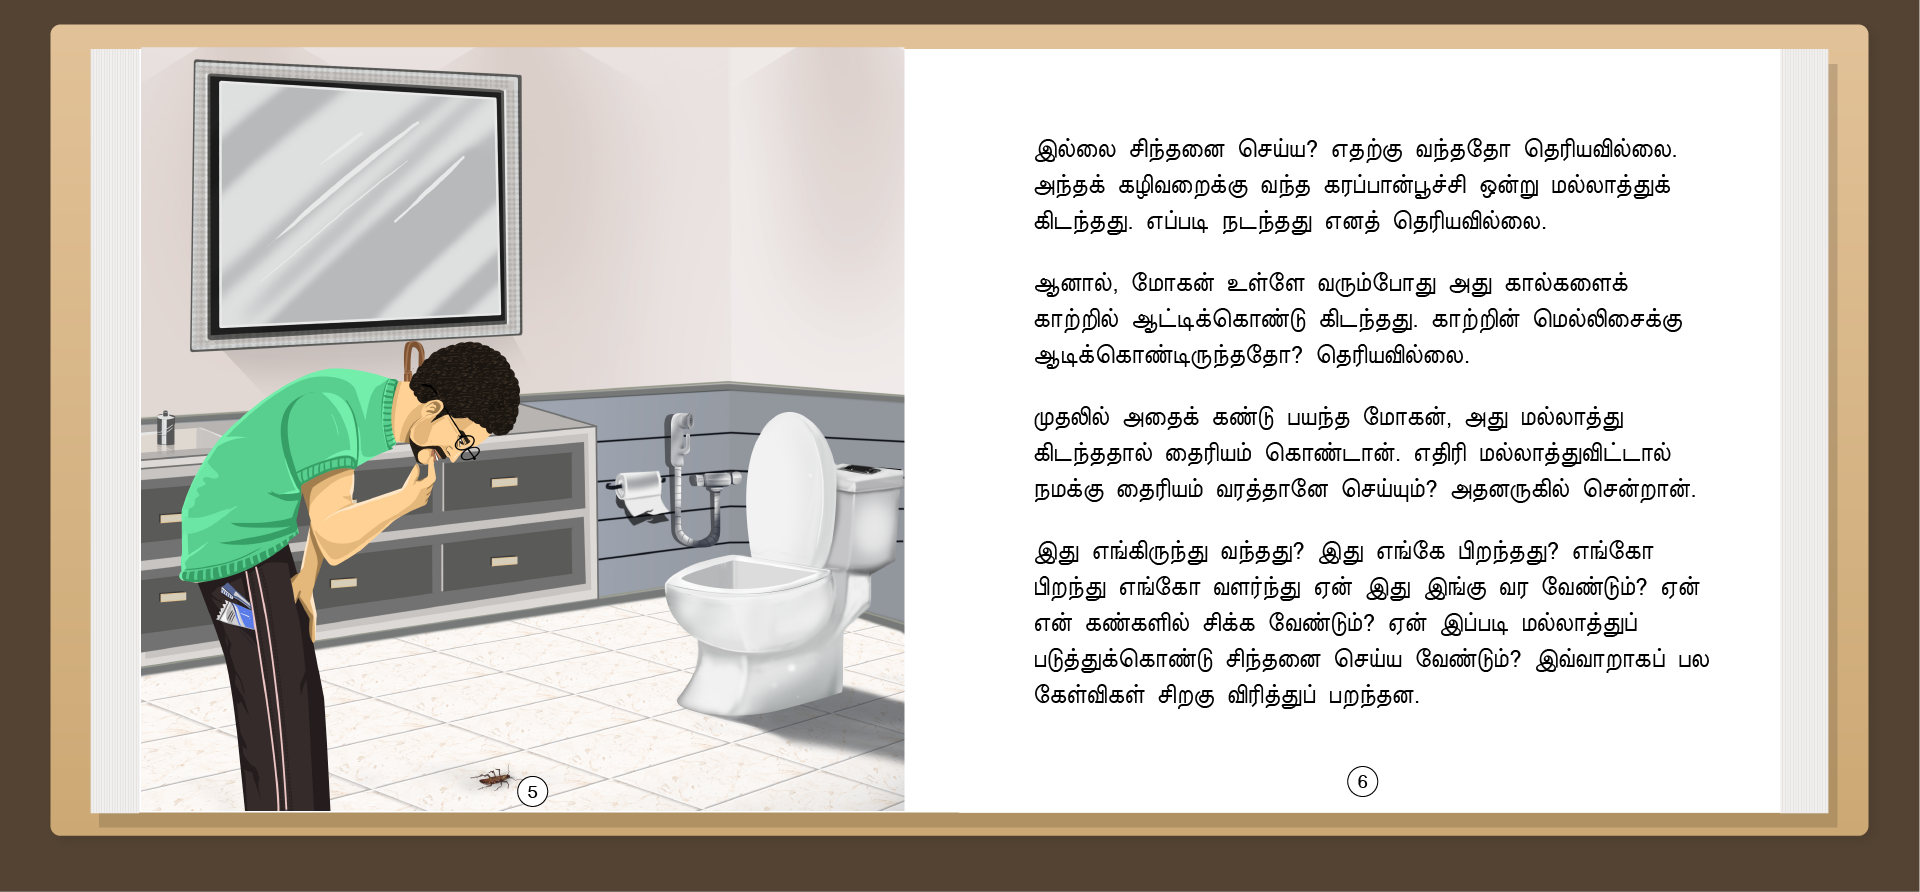 இல்லை சிந்தனை செய்ய? எதற்கு வந்ததோ தெரியவில்லை.
அந்தக் கழிவறைக்கு வந்த கரப்பான்பூச்சி ஒன்று மல்லாத்துக்
கிடந்தது. எப்படி நடந்தது எனத் தெரியவில்லை.
ஆனால், மோகன் உள்ளே வரும்போது அது கால்களைக்
காற்றில் ஆட்டிக்கொண்டு கிடந்தது. காற்றின் மெல்லிசைக்கு
ஆடிக்கொண்டிருந்ததோ? தெரியவில்லை.
முதலில் அதைக் கண்டு பயந்த மோகன், அது மல்லாத்து
கிடந்ததால் தைரியம் கொண்டான். எதிரி மல்லாத்துவிட்டால்
நமக்கு தைரியம் வரத்தானே செய்யும்? அதனருகில் சென்றான்.
இது எங்கிருந்து வந்தது? இது எங்கே பிறந்தது? எங்கோ
பிறந்து எங்கோ வளர்ந்து ஏன் இது இங்கு வர வேண்டும்? ஏன்
என் கண்களில் சிக்க வேண்டும்? ஏன் இப்படி மல்லாத்துப்
படுத்துக்கொண்டு சிந்தனை செய்ய வேண்டும்? இவ்வாறாகப் பல
கேள்விகள் சிறகு விரித்துப் பறந்தன.
5
6